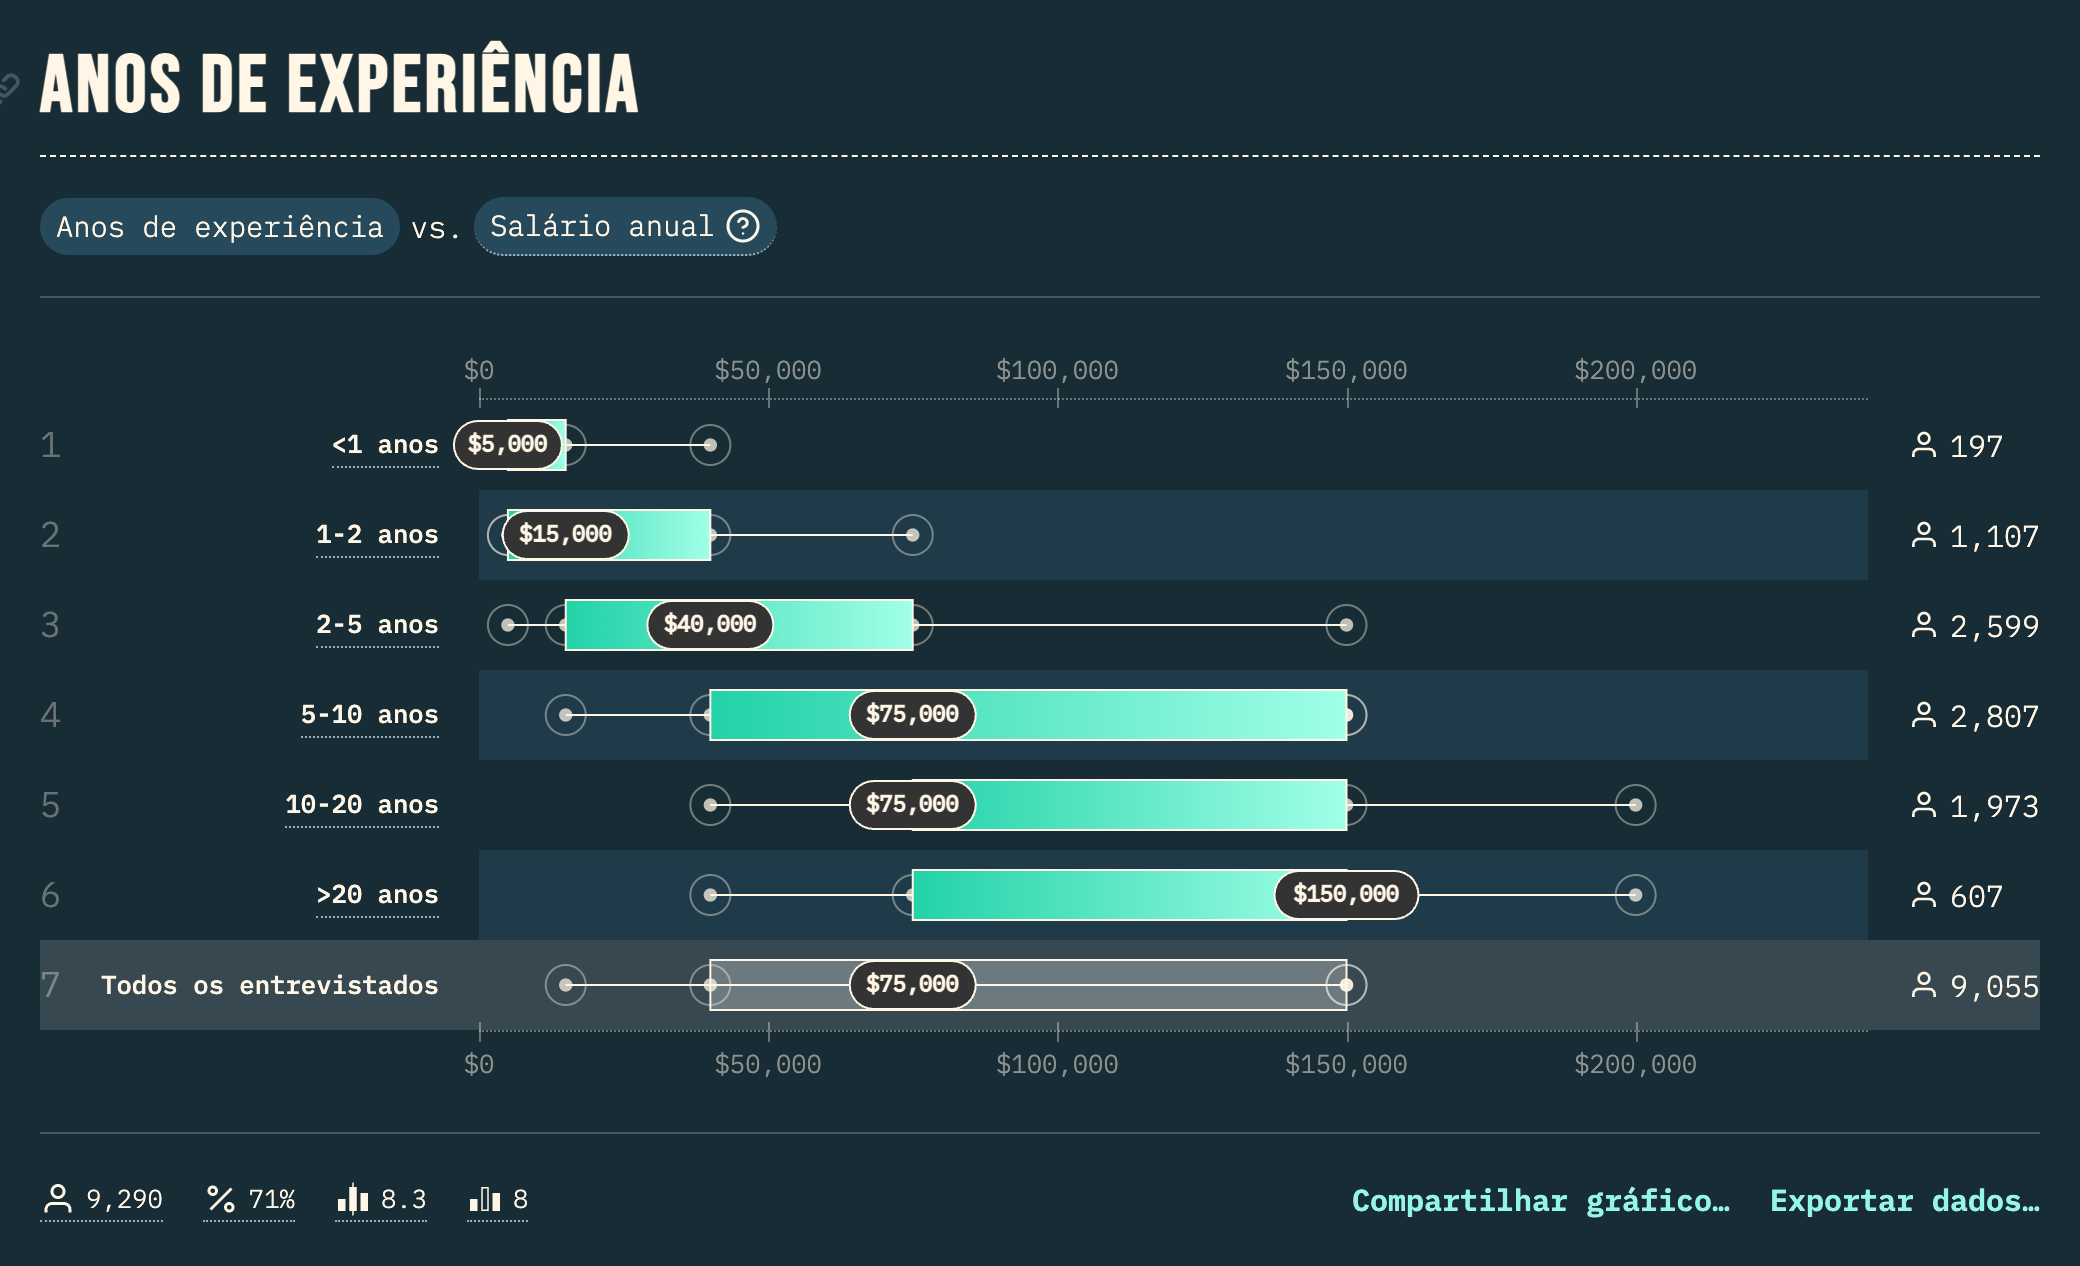 ANOS DE EXPERIÊNCIA
Anos de experiência vs. Salário anual ?
$0 $50,000 $100,000 $150,000 $200,000
1 <1 anos $5,000 197
2 1-2 anos $15,000 1,107
3 2-5 anos $40,000 2,599
4 5-10 anos $75,000 2,807
5 10-20 anos $75,000 1,973
6 >20 anos $150,000 607
7 Todos os entrevistados $75,000 9,055
$0 $50,000 $100,000 $150,000 $200,000
9,290 71% 8.3 8 Compartilhar gráfico… Exportar dados…